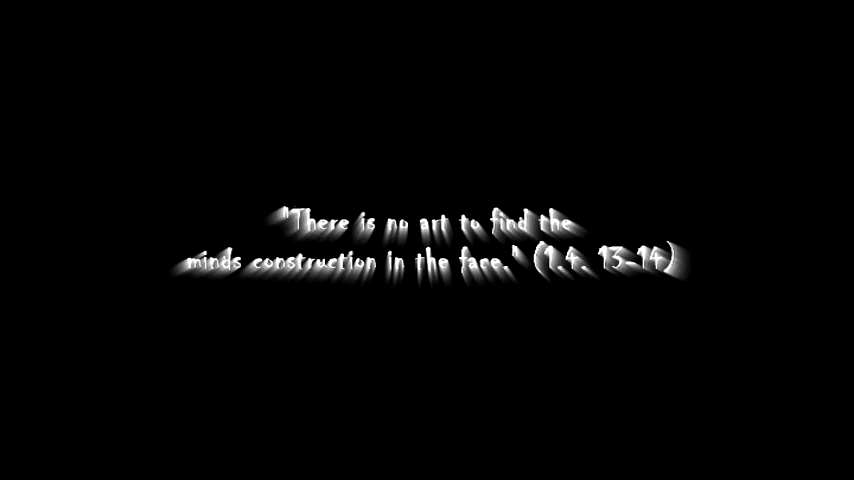 "There is no art to find the
minds construction in the face." (1.4. 13-14)